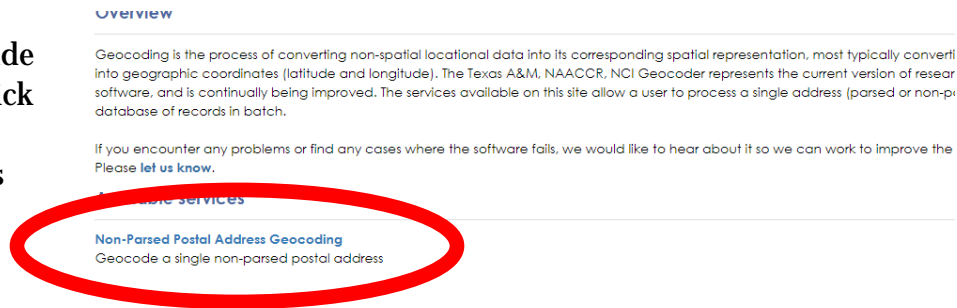 Overview
de
ck
s
Geocoding is the process of converting non-spatial locational data into its corresponding spatial representation, most typically converti
into geographic coordinates (latitude and longitude). The Texas A&M, NAACCR, NCI Geocoder represents the current version of resear
software, and is continually being improved. The services available on this site allow a user to process a single address (parsed or non-p
database of records in batch.
If you encounter any problems or find any cases where the software fails, we would like to hear about it so we can work to improve the
Please let us know.
Available Services
Non-Parsed Postal Address Geocoding
Geocode a single non-parsed postal address